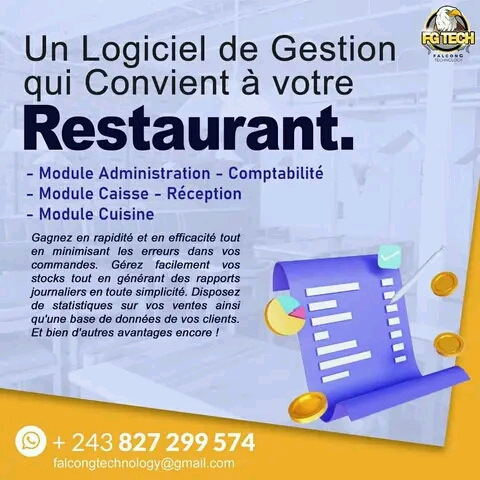 FG TECH
FALCONG
TECHNOLOGY
Un Logiciel de Gestion
qui Convient à votre
Restaurant.
- Module Administration - Comptabilité
- Module Caisse - Réception
- Module Cuisine
Gagnez en rapidité et en efficacité tout
en minimisant les erreurs dans vos
commandes. Gérez facilement vos
stocks tout en générant des rapports
journaliers en toute simplicité. Disposez
de statistiques sur vos ventes ainsi
qu'une base de données de vos clients.
Et bien d'autres avantages encore !
+ 243 827 299 574
falcongtechnology@gmail.com